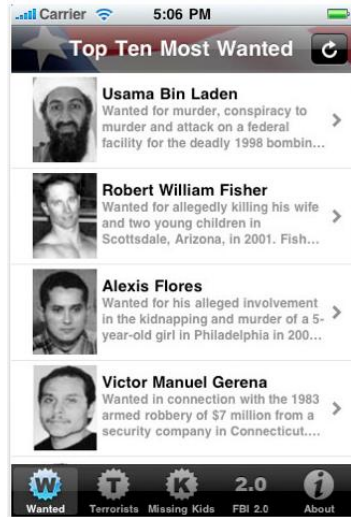 Carrier 5:06 PM
Top Ten Most Wanted
Usama Bin Laden
Wanted for murder, conspiracy to
murder and attack on a federal
facility for the deadly 1998 bombin...
Robert William Fisher
Wanted for allegedly killing his wife
and two young children in
Scottsdale, Arizona, in 2001. Fish...
Alexis Flores
Wanted for his alleged involvement
in the kidnapping and murder of a 5-
year-old girl in Philadelphia in 200...
Victor Manuel Gerena
Wanted in connection with the 1983
armed robbery of $7 million from a
security company in Connecticut....
W T K 2.0 i
Wanted Terrorists Missing Kids FBI 2.0 About